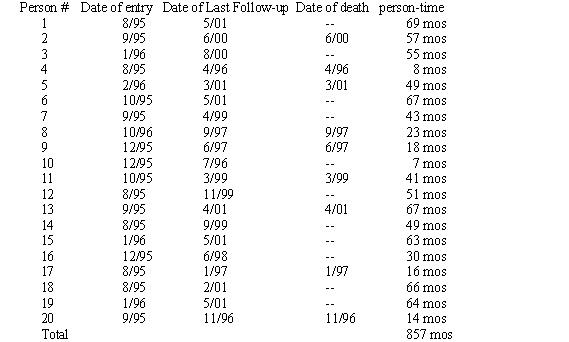 Person # Date of entry Date of Last Follow-up Date of death person-time
1 8/95 5/01 -- 69 mos
2 9/95 6/00 6/00 57 mos
3 1/96 8/00 -- 55 mos
4 8/95 4/96 4/96 8 mos
5 2/96 3/01 3/01 49 mos
6 10/95 5/01 -- 67 mos
7 9/95 4/99 -- 43 mos
8 10/96 9/97 9/97 23 mos
9 12/95 6/97 6/97 18 mos
10 12/95 7/96 -- 7 mos
11 10/95 3/99 3/99 41 mos
12 8/95 11/99 -- 51 mos
13 9/95 4/01 4/01 67 mos
14 8/95 9/99 -- 49 mos
15 1/96 5/01 -- 63 mos
16 12/95 6/98 -- 30 mos
17 8/95 1/97 1/97 16 mos
18 8/95 2/01 -- 66 mos
19 1/96 5/01 -- 64 mos
20 9/95 11/96 11/96 14 mos
Total 857 mos